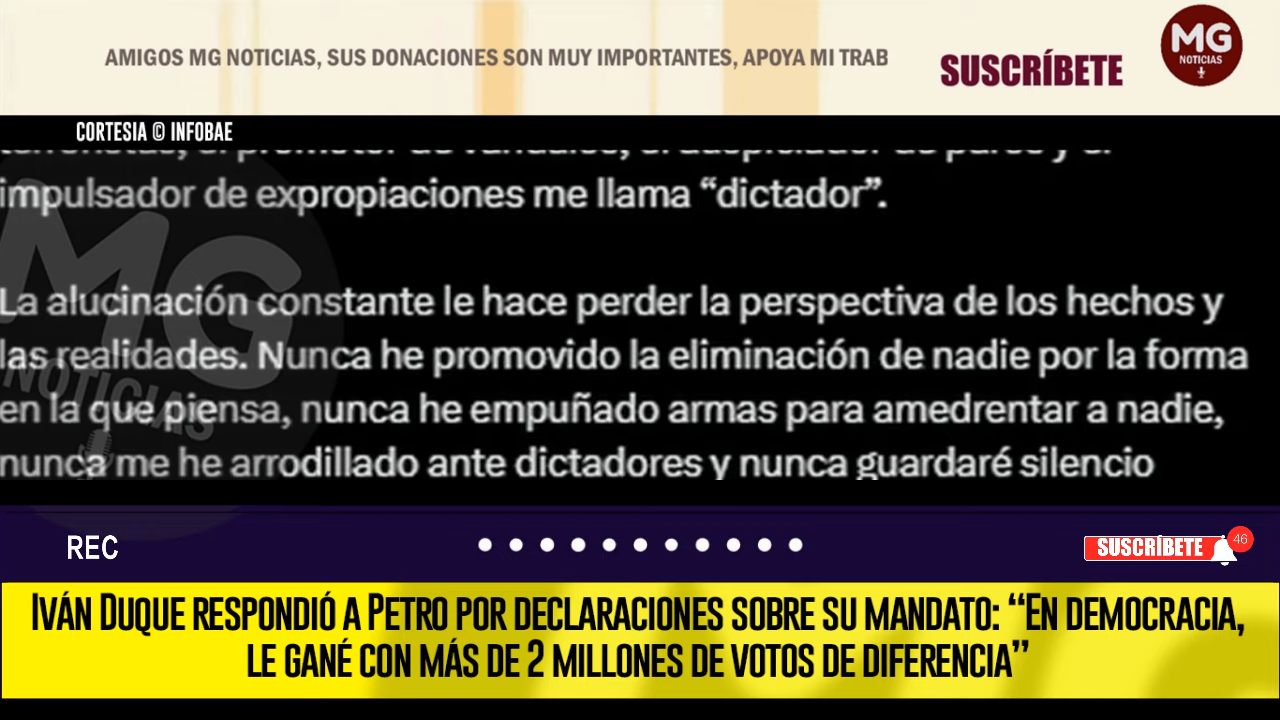 AMIGOS MG NOTICIAS, SUS DONACIONES SON MUY IMPORTANTES, APOYA MI TRAB
SUSCRÍBETE
MG
NOTICIAS
CORTESIA © INFOBAE
impulsador de expropiaciones me llama “dictador”.
La alucinación constante le hace perder la perspectiva de los hechos y
las realidades. Nunca he promovido la eliminación de nadie por la forma
en la que piensa, nunca he empuñado armas para amedrentar a nadie,
nunca me he arrodillado ante dictadores y nunca guardaré silencio
MG
NOTICIAS
REC
SUSCRÍBETE
46
IVÁN DUQUE RESPONDIÓ A PETRO POR DECLARACIONES SOBRE SU MANDATO: “EN DEMOCRACIA,
LE GANÉ CON MÁS DE 2 MILLONES DE VOTOS DE DIFERENCIA”